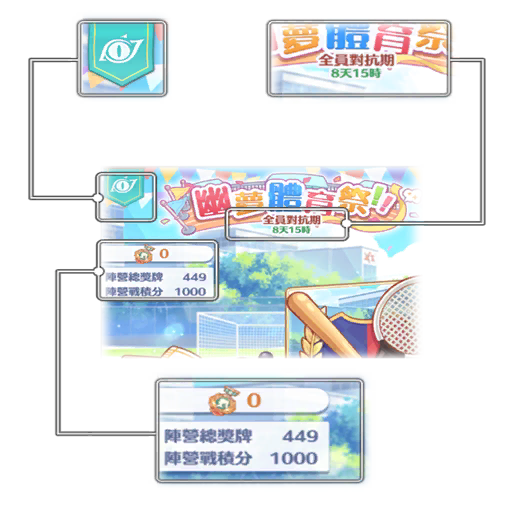 夢體育祭
全員對抗期
8天15時
幽夢體育祭!!
全員對抗期
8天15時
0
陣營總獎牌 449
陣營戰積分 1000
0
陣營總獎牌 449
陣營戰積分 1000